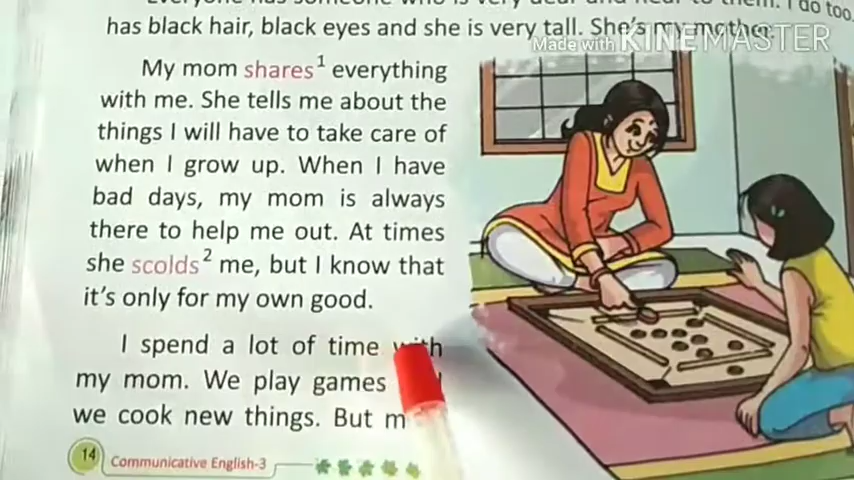 has black hair, black eyes and she is very tall. She's my mother.
Made with KINEMASTER
My mom shares¹ everything
with me. She tells me about the
things I will have to take care of
when I grow up. When I have
bad days, my mom is always
there to help me out. At times
she scolds² me, but I know that
it's only for my own good.
I spend a lot of time with
my mom. We play games
we cook new things. But
14 Communicative English-3